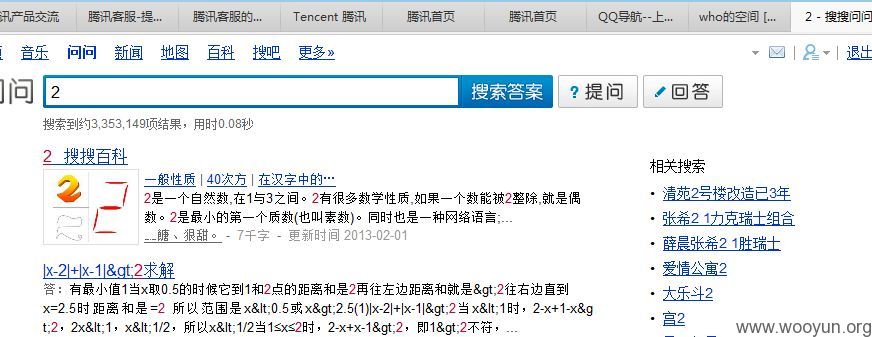 讯产品交流 腾讯客服-提... 腾讯客服的... Tencent 腾讯 腾讯首页 腾讯首页 QQ导航--上... who的空间 [... 2 - 搜搜问问
音乐 问问 新闻 地图 百科 搜吧 更多» 退出
问 2 搜索答案 ? 提问 回答
搜索到约3,353,149项结果，用时0.08秒
2 搜搜百科
一般性质 | 40次方 | 在汉字中的…
2是一个自然数,在1与3之间。2有很多数学性质,如果一个数能被2整除,就是偶
数。2是最小的第一个质数(也叫素数)。同时也是一种网络语言;...
﹎糖、很甜。 - 7千字 - 更新时间 2013-02-01
|x-2|+|x-1|&gt;2求解
答：有最小值1当x取0.5的时候它到1和2点的距离和是2再往左边距离和就是&gt;2往右边直到
x=2.5时距离和是=2 所以范围是x&lt;0.5或x&gt;2.5(1)|x-2|+|x-1|&gt;2当x&lt;1时，2-x+1-x&g
t;2，2x&lt;1，x&lt;1/2，所以x&lt;1/2当1≤x≤2时，2-x+x-1&gt;2，即1&gt;2不符，...
相关搜索
清苑2号楼改造已3年
张希2 1力克瑞士组合
薛晨张希2 1胜瑞士
爱情公寓2
大乐斗2
宫2
www.wooyun.org